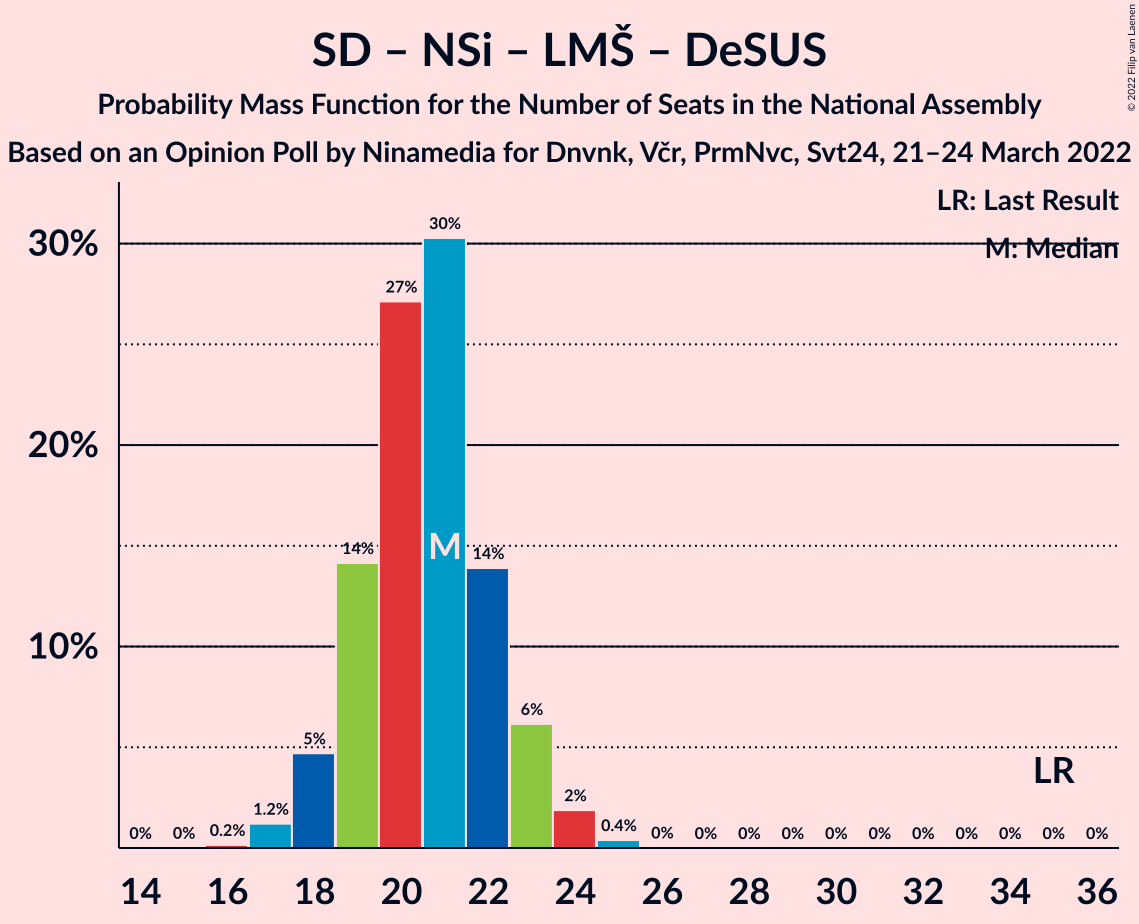 SD – NSi – LMŠ – DeSUS
Probability Mass Function for the Number of Seats in the National Assembly
Based on an Opinion Poll by Ninamedia for Dnvnk, Včr, PrmNvc, Svt24, 21–24 March 2022
© 2022 Filip van Laenen
LR: Last Result
M: Median
30%
20%
10%
0% 0% 0.2% 1.2% 5% 14% 27% 30% 14% 6% 2% 0.4% 0% 0% 0% 0% 0% 0% 0% 0% 0% 0% 0%
M
LR
14 16 18 20 22 24 26 28 30 32 34 36